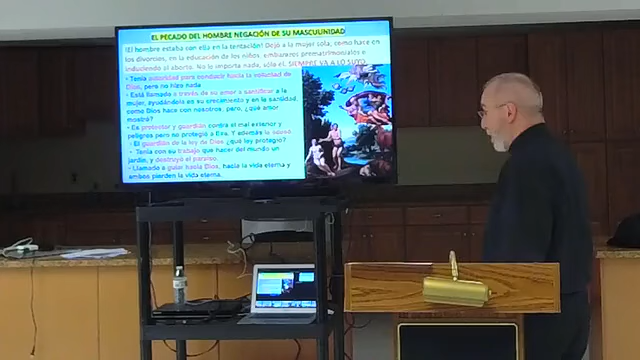 EL PECADO DEL HOMBRE NEGACIÓN DE SU MASCULINIDAD
¡El hombre estaba con ella en la tentación! Dejó a la mujer sola, como hace en
los divorcios, en la educación de los niños, embarazos prematrimoniales e
induciendo al aborto. No le importa nada, sólo él. SIEMPRE VA A LO SUYO.
- Tenía autoridad para conducir hacia la voluntad de
Dios, pero no hizo nada
- Está llamado a través de su amor a santificar a la
mujer, ayudándola en su crecimiento y en la santidad,
como Dios hace con nosotros, pero, ¿qué amor
mostró?
- Es protector y guardián contra el mal exterior y
peligros pero no protegió a Eva. Y además la acusa.
- El guardián de la ley de Dios ¿qué ley protegió?
- Tenía con su trabajo que hacer del mundo un
jardín, y destruyó el paraíso
- Llamado a guiar hacia Dios, hacia la vida eterna y
ambos pierden la vida eterna.